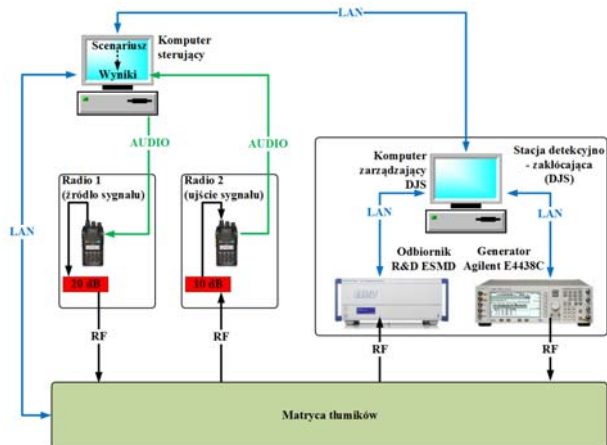 LAN
Scenariusz
Wyniki
Komputer
sterujący
AUDIO
AUDIO
LAN
Radio 1
(źródło sygnału)
20 dB
RF
Radio 2
(ujście sygnału)
10 dB
RF
Komputer
zarządzający
DJS
Stacja detekcyjno
- zakłócająca
(DJS)
LAN
LAN
Odbiornik
R&D ESMD
Generator
Agilent E4438C
RF
RF
Matryca tłumików